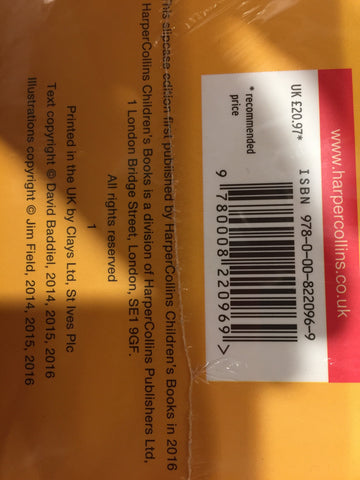 www.harpercollins.co.uk
UK £20.97*
* recommended
price
ISBN 978-0-00-822096-9
9 780008 220969 >
This slipcase edition first published by HarperCollins Children's Books in 2016
HarperCollins Children's Books is a division of HarperCollins Publishers Ltd,
1 London Bridge Street, London, SE1 9GF.
All rights reserved
1
Printed in the UK by Clays Ltd, St Ives Plc
Text copyright © David Baddiel, 2014, 2015, 2016
Illustrations copyright © Jim Field, 2014, 2015, 2016